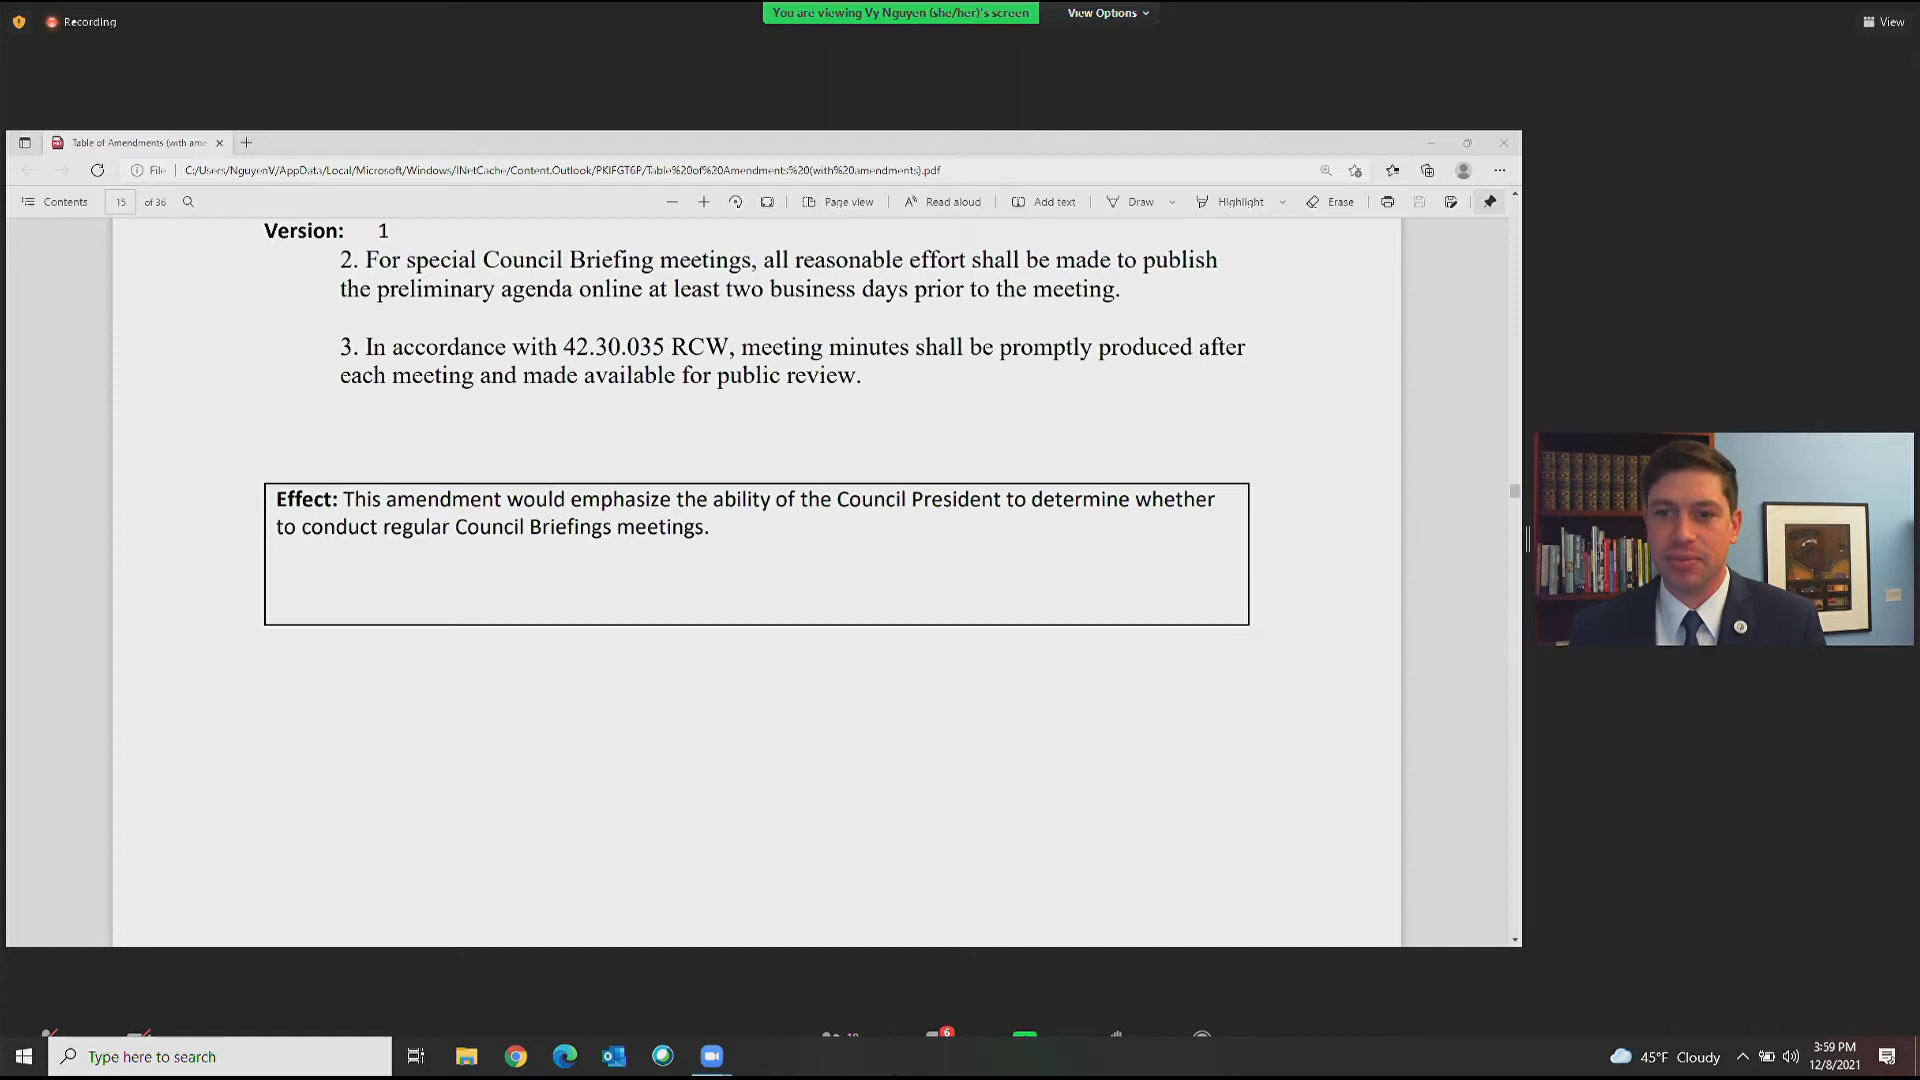 You are viewing Vy Nguyen (she/her)'s screen
View Options
Recording
View
Table of Amendments (with ame
File
C:/Users/NguyenV/AppData/Local/Microsoft/Windows/INetCache/Content.Outlook/PKIFGT6P/Table%20of%20Amendments%20(with%20amendments).pdf
Contents
15
of 36
Page view
Read aloud
Add text
Draw
Highlight
Erase
Version: 1
2. For special Council Briefing meetings, all reasonable effort shall be made to publish
the preliminary agenda online at least two business days prior to the meeting.
3. In accordance with 42.30.035 RCW, meeting minutes shall be promptly produced after
each meeting and made available for public review.
Effect: This amendment would emphasize the ability of the Council President to determine whether
to conduct regular Council Briefings meetings.
6
Type here to search
45°F Cloudy
3:59 PM
12/8/2021